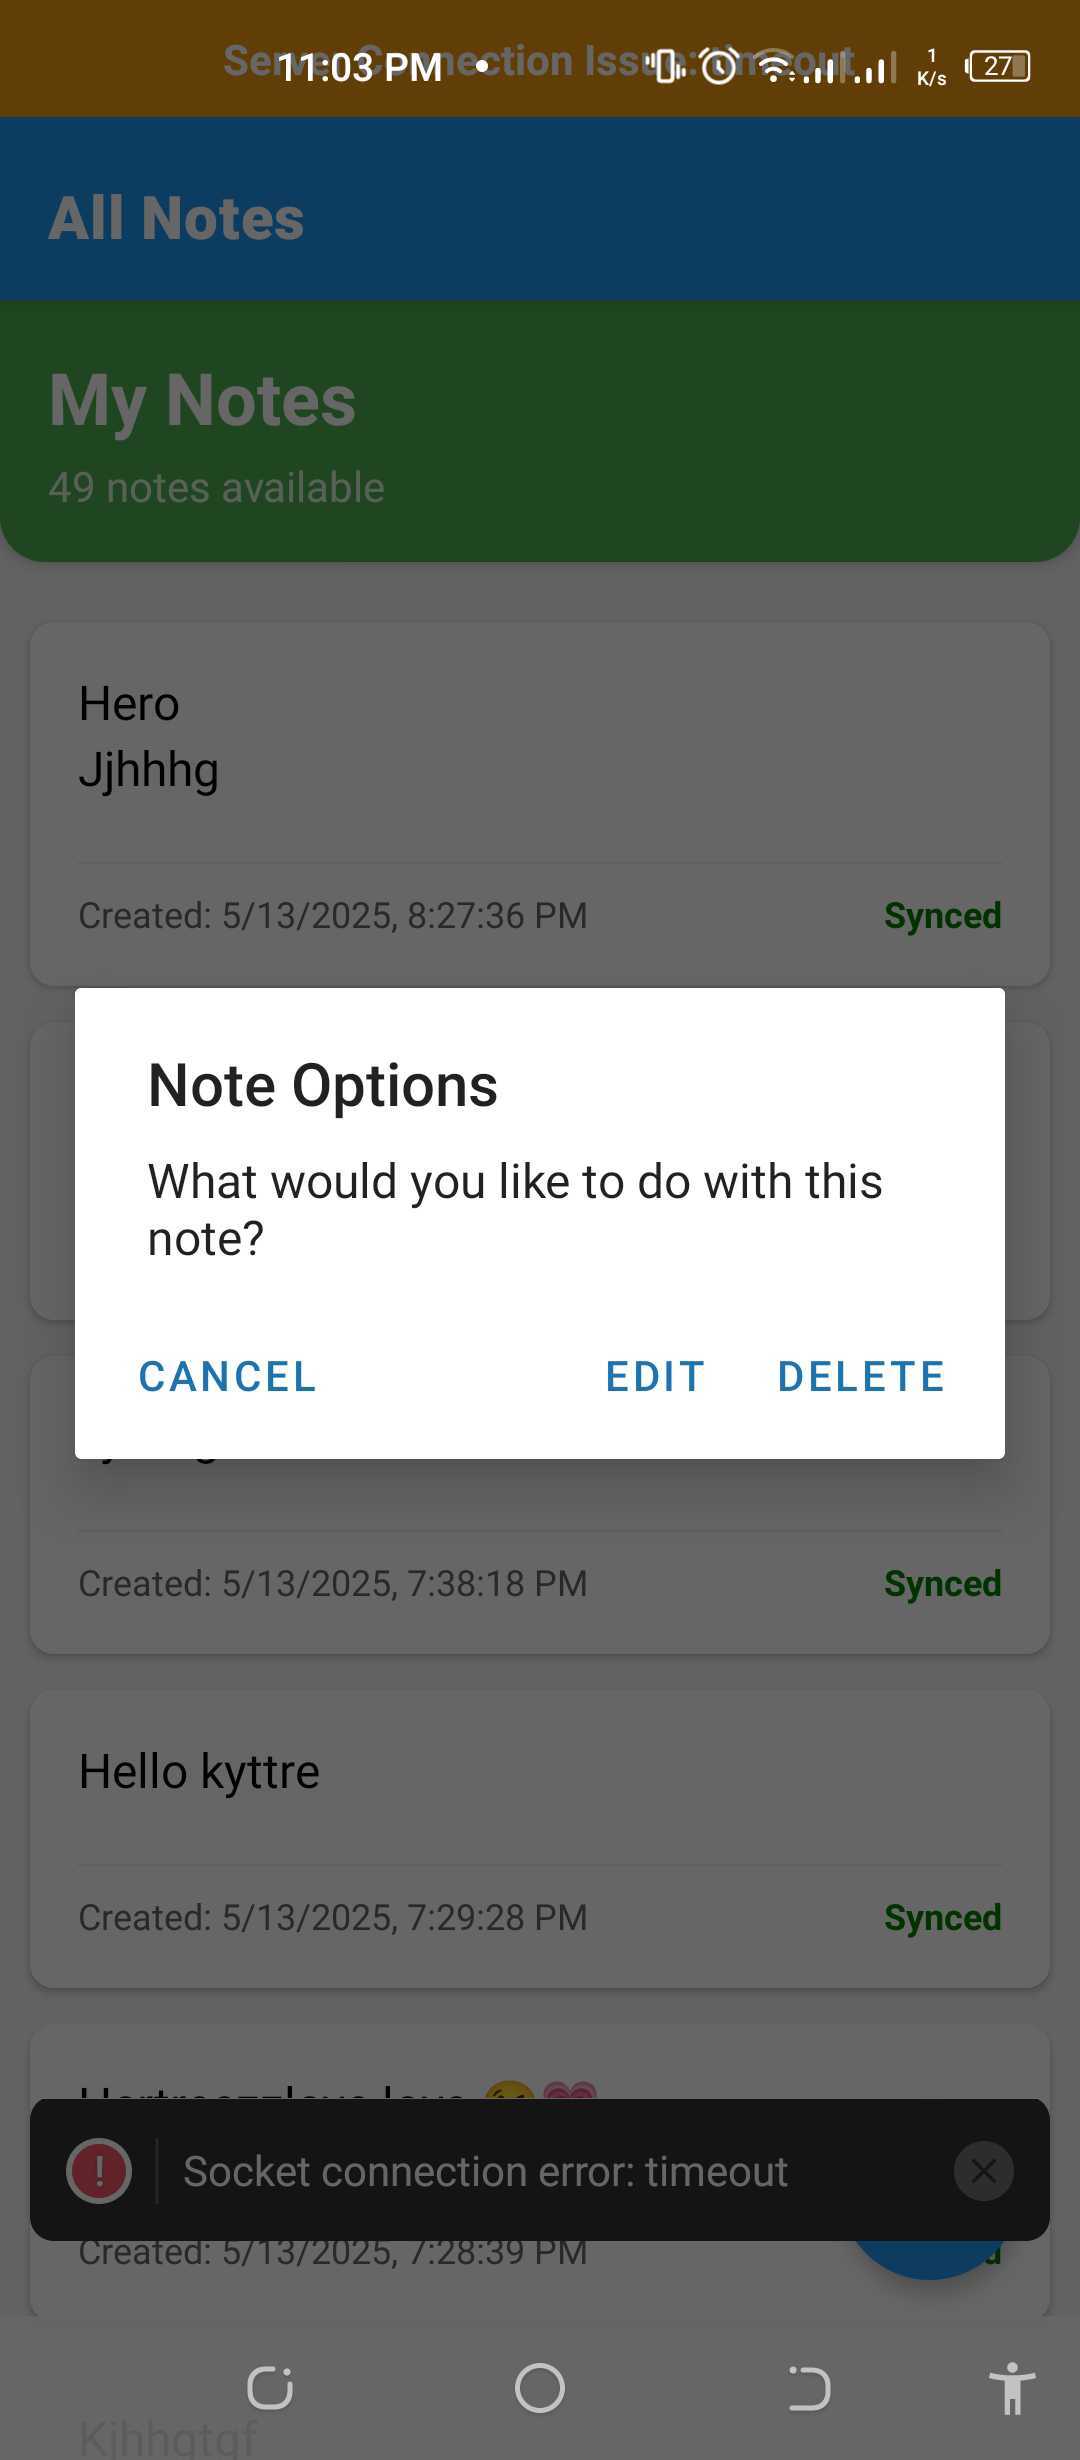 Server Connection Issue: timeout
11:03 PM
1
K/s
27
All Notes
My Notes
49 notes available
Hero
Jjhhhg
Created: 5/13/2025, 8:27:36 PM
Synced
Note Options
What would you like to do with this
note?
CANCEL
EDIT
DELETE
Created: 5/13/2025, 7:38:18 PM
Synced
Hello kyttre
Created: 5/13/2025, 7:29:28 PM
Synced
Socket connection error: timeout
Created: 5/13/2025, 7:28:39 PM
Kjhhgtgf